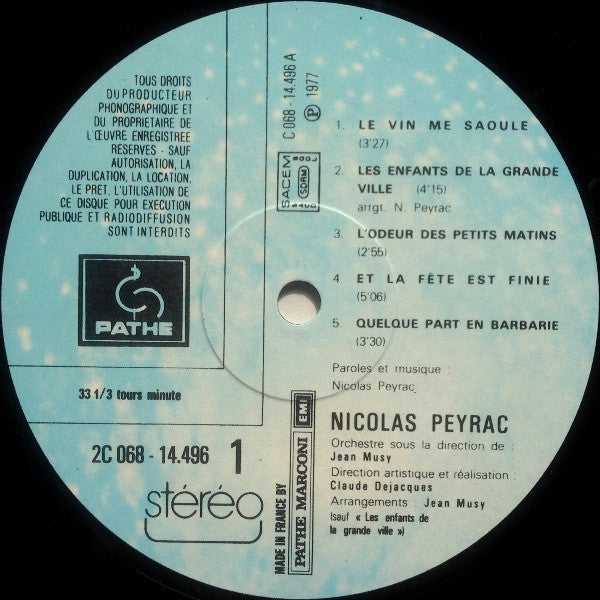 TOUS DROITS
DU PRODUCTEUR
PHONOGRAPHIQUE ET
DU PROPRIETAIRE DE
L'ŒUVRE ENREGISTREE
RESERVES - SAUF
AUTORISATION, LA
DUPLICATION, LA LOCATION,
LE PRET, L'UTILISATION DE
CE DISQUE POUR EXECUTION
PUBLIQUE ET RADIODIFFUSION
SONT INTERDITS
PATHE
33 1/3 tours minute
2C 068 - 14.496 1
stéréo
C 068 - 14.496 A
Ⓟ 1977
SACEM
SDRM
1. LE VIN ME SAOULE
(3'27)
2. LES ENFANTS DE LA GRANDE
VILLE (4'15)
arrgt. N. Peyrac
3. L'ODEUR DES PETITS MATINS
(2'55)
4. ET LA FÊTE EST FINIE
(5'06)
5. QUELQUE PART EN BARBARIE
(3'30)
Paroles et musique :
Nicolas Peyrac
MADE IN FRANCE BY
PATHE MARCONI EMI
NICOLAS PEYRAC
Orchestre sous la direction de :
Jean Musy
Direction artistique et réalisation :
Claude Dejacques
Arrangements : Jean Musy
(sauf « Les enfants de
la grande ville »)